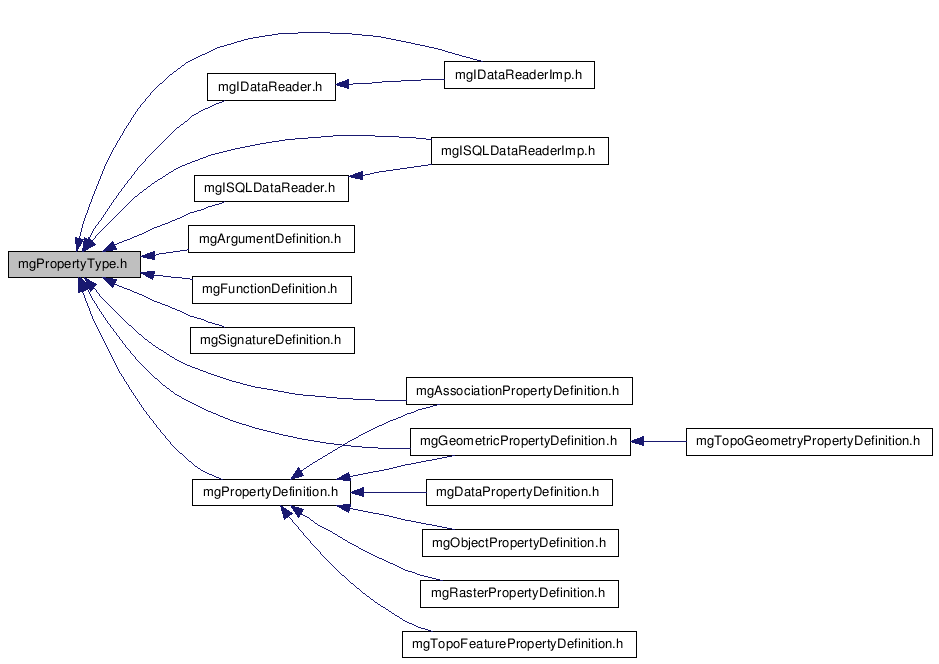 mgIDataReaderImp.h
mgIDataReader.h
mgISQLDataReaderImp.h
mgISQLDataReader.h
mgArgumentDefinition.h
mgPropertyType.h
mgFunctionDefinition.h
mgSignatureDefinition.h
mgAssociationPropertyDefinition.h
mgGeometricPropertyDefinition.h
mgTopoGeometryPropertyDefinition.h
mgPropertyDefinition.h
mgDataPropertyDefinition.h
mgObjectPropertyDefinition.h
mgRasterPropertyDefinition.h
mgTopoFeaturePropertyDefinition.h